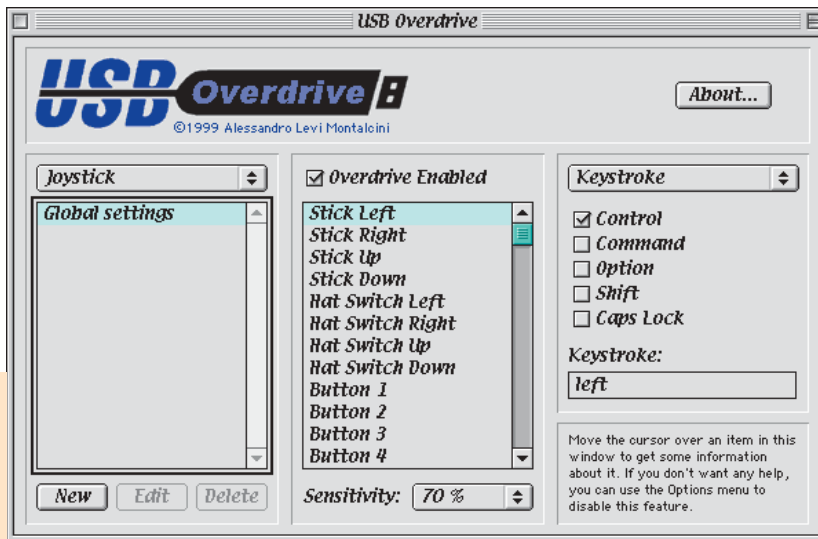 USB Overdrive
USB Overdrive 8
©1999 Alessandro Levi Montalcini
About...
Joystick
Global settings
New
Edit
Delete
Overdrive Enabled
Stick Left
Stick Right
Stick Up
Stick Down
Hat Switch Left
Hat Switch Right
Hat Switch Up
Hat Switch Down
Button 1
Button 2
Button 3
Button 4
Sensitivity: 70 %
Keystroke
Control
Command
Option
Shift
Caps Lock
Keystroke:
left
Move the cursor over an item in this
window to get some information
about it. If you don't want any help,
you can use the Options menu to
disable this feature.